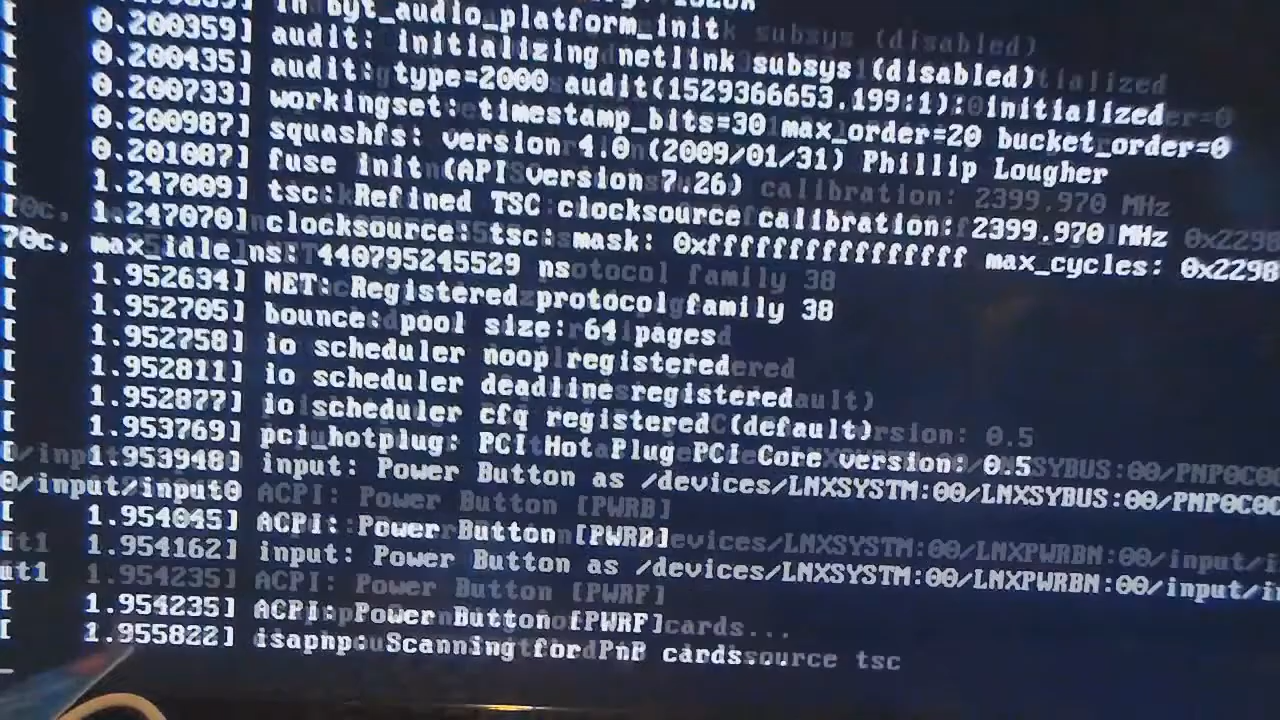 in byt_audio_platform_init
[ 0.200359] audit: initializing netlink subsys (disabled)
[ 0.200435] audit: type=2000 audit(1529366653.199:1): initialized
[ 0.200733] workingset: timestamp_bits=30 max_order=20 bucket_order=0
[ 0.200987] squashfs: version 4.0 (2009/01/31) Phillip Lougher
[ 0.201087] fuse init (API version 7.26)
[ 1.247009] tsc: Refined TSC clocksource calibration: 2399.970 MHz
[ 1.247070] clocksource: tsc: mask: 0xffffffffffffffff max_cycles: 0x2298
70c, max_idle_ns: 440795245529 ns
[ 1.952634] NET: Registered protocol family 38
[ 1.952705] bounce: pool size: 64 pages
[ 1.952758] io scheduler noop registered
[ 1.952811] io scheduler deadline registered
[ 1.952877] io scheduler cfq registered (default)
[ 1.953769] pci_hotplug: PCI Hot Plug PCI Core version: 0.5
[ 1.953948] input: Power Button as /devices/LNXSYSTM:00/LNXSYBUS:00/PNP0C0
0/input/input0
[ 1.954045] ACPI: Power Button [PWRB]
[ 1.954162] input: Power Button as /devices/LNXSYSTM:00/LNXPWRBN:00/input/in
ut1
[ 1.954235] ACPI: Power Button [PWRF]
[ 1.955822] isapnp: Scanning for PnP cards...